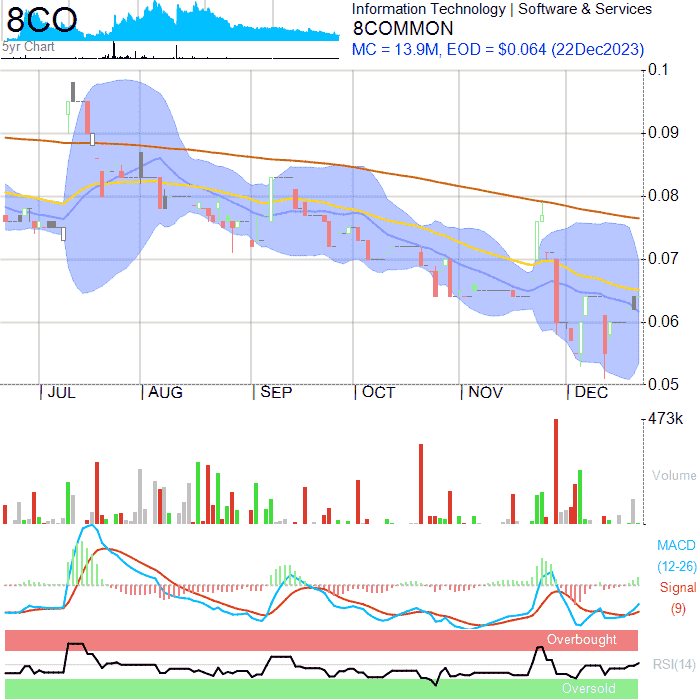 8CO
5yr Chart
Information Technology | Software & Services
8COMMON
MC = 13.9M, EOD = $0.064 (22Dec2023)
0.1
0.09
0.08
0.07
0.06
0.05
JUL
AUG
SEP
OCT
NOV
DEC
473k
Volume
MACD
(12-26)
Signal
(9)
Overbought
RSI(14)
Oversold